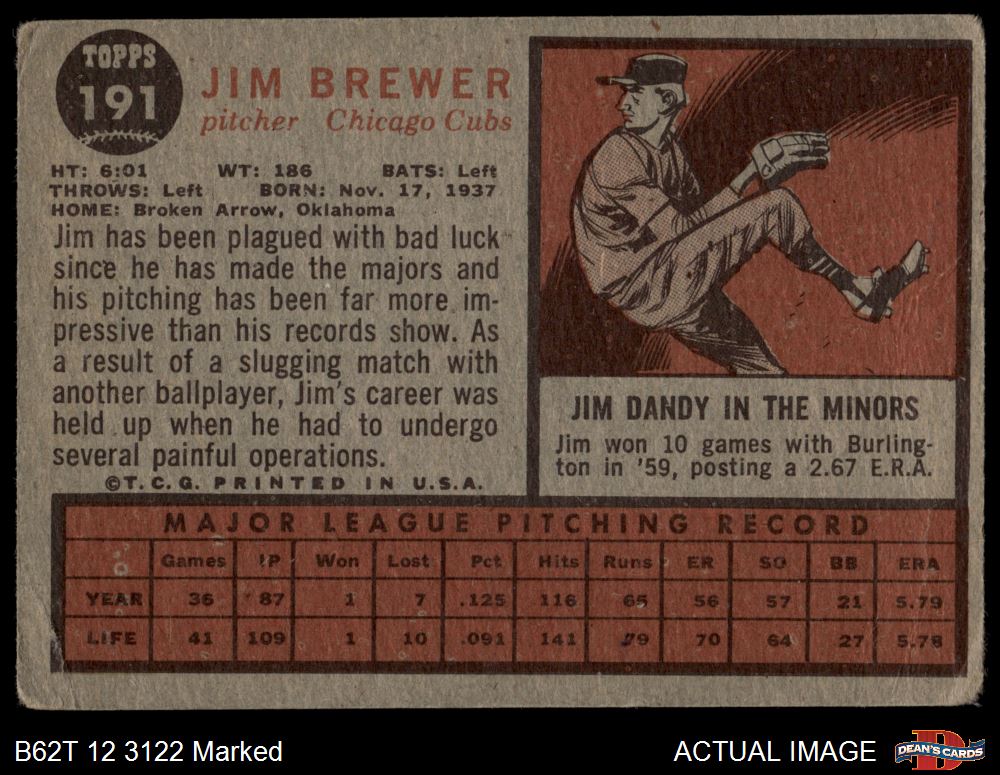 TOPPS
191
JIM BREWER
pitcher Chicago Cubs
HT: 6:01 WT: 186 BATS: Left
THROWS: Left BORN: Nov. 17, 1937
HOME: Broken Arrow, Oklahoma
Jim has been plagued with bad luck
since he has made the majors and
his pitching has been far more im-
pressive than his records show. As
a result of a slugging match with
another ballplayer, Jim's career was
held up when he had to undergo
several painful operations.
©T.C.G. PRINTED IN U.S.A.
JIM DANDY IN THE MINORS
Jim won 10 games with Burling-
ton in '59, posting a 2.67 E.R.A.
MAJOR LEAGUE PITCHING RECORD
Games IP Won Lost Pct Hits Runs ER SO BB ERA
YEAR 36 87 1 7 .125 116 65 56 57 21 5.79
LIFE 41 109 1 10 .091 141 79 70 64 27 5.78
B62T 12 3122 Marked
ACTUAL IMAGE
DEAN'S CARDS